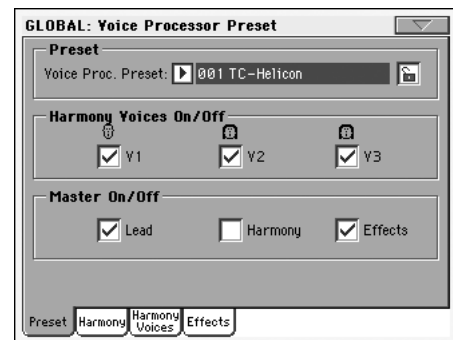 GLOBAL: Voice Processor Preset
Preset
Voice Proc. Preset: 001 TC-Helicon
Harmony Voices On/Off
V1 V2 V3
Master On/Off
Lead Harmony Effects
Preset Harmony Harmony Voices Effects